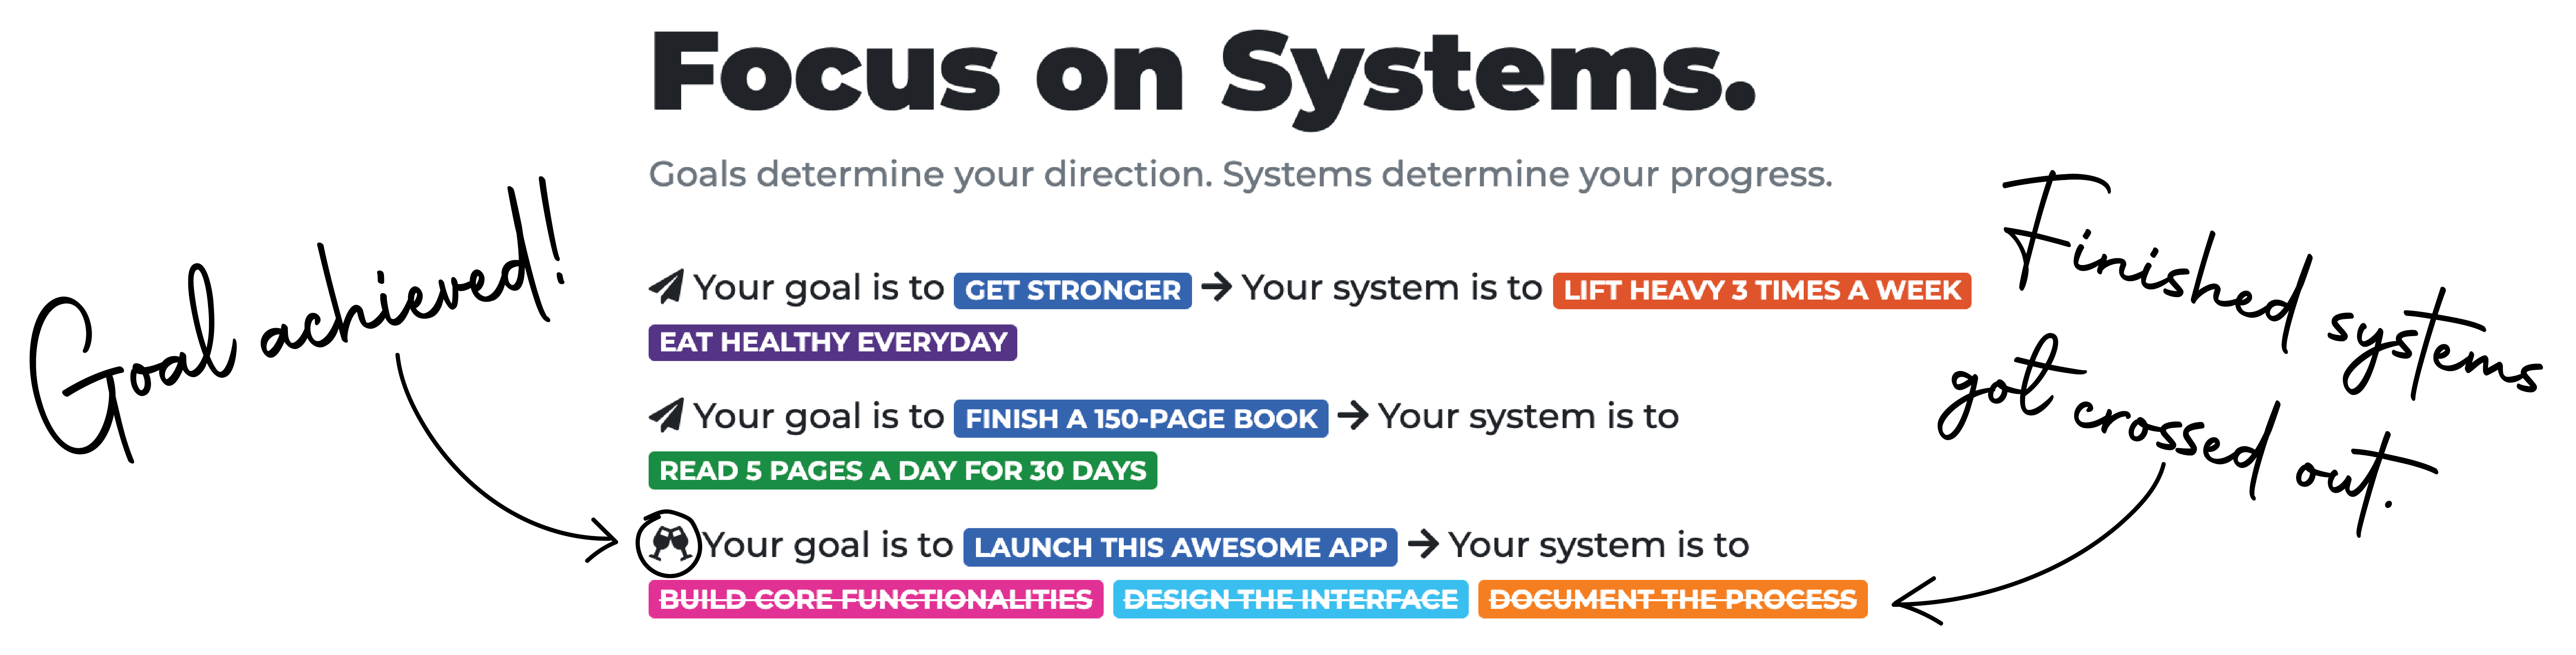 Focus on Systems.
Goals determine your direction. Systems determine your progress.
Goal achieved!
Finished systems
got crossed out.
Your goal is to GET STRONGER → Your system is to LIFT HEAVY 3 TIMES A WEEK
EAT HEALTHY EVERYDAY
Your goal is to FINISH A 150-PAGE BOOK → Your system is to
READ 5 PAGES A DAY FOR 30 DAYS
Your goal is to LAUNCH THIS AWESOME APP → Your system is to
BUILD CORE FUNCTIONALITIES DESIGN THE INTERFACE DOCUMENT THE PROCESS